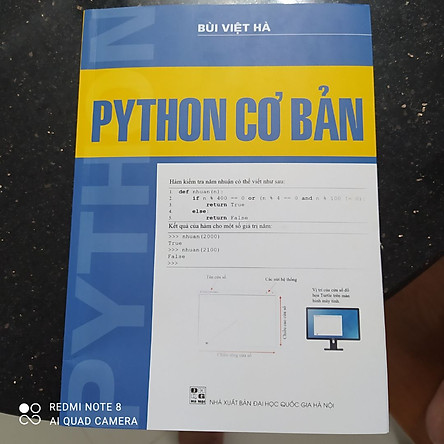 BÙI VIỆT HÀ
PYTHON
PYTHON CƠ BẢN
PYTHON
Hàm kiểm tra năm nhuận có thể viết như sau:
1 def nhuan(n):
2 if n % 400 == 0 or (n % 4 == 0 and n % 100 != 0):
3 return True
4 else:
5 return False
Kết quả của hàm cho một số giá trị năm:
>>> nhuan(2000)
True
>>> nhuan(2100)
False
>>>
Tên cửa sổ
Các nút hệ thống
Chiều cao cửa sổ
Chiều rộng cửa sổ
Vị trí của cửa sổ đồ
họa Turtle trên màn
hình máy tính.
NHÀ XUẤT BẢN ĐẠI HỌC QUỐC GIA HÀ NỘI
REDMI NOTE 8
AI QUAD CAMERA